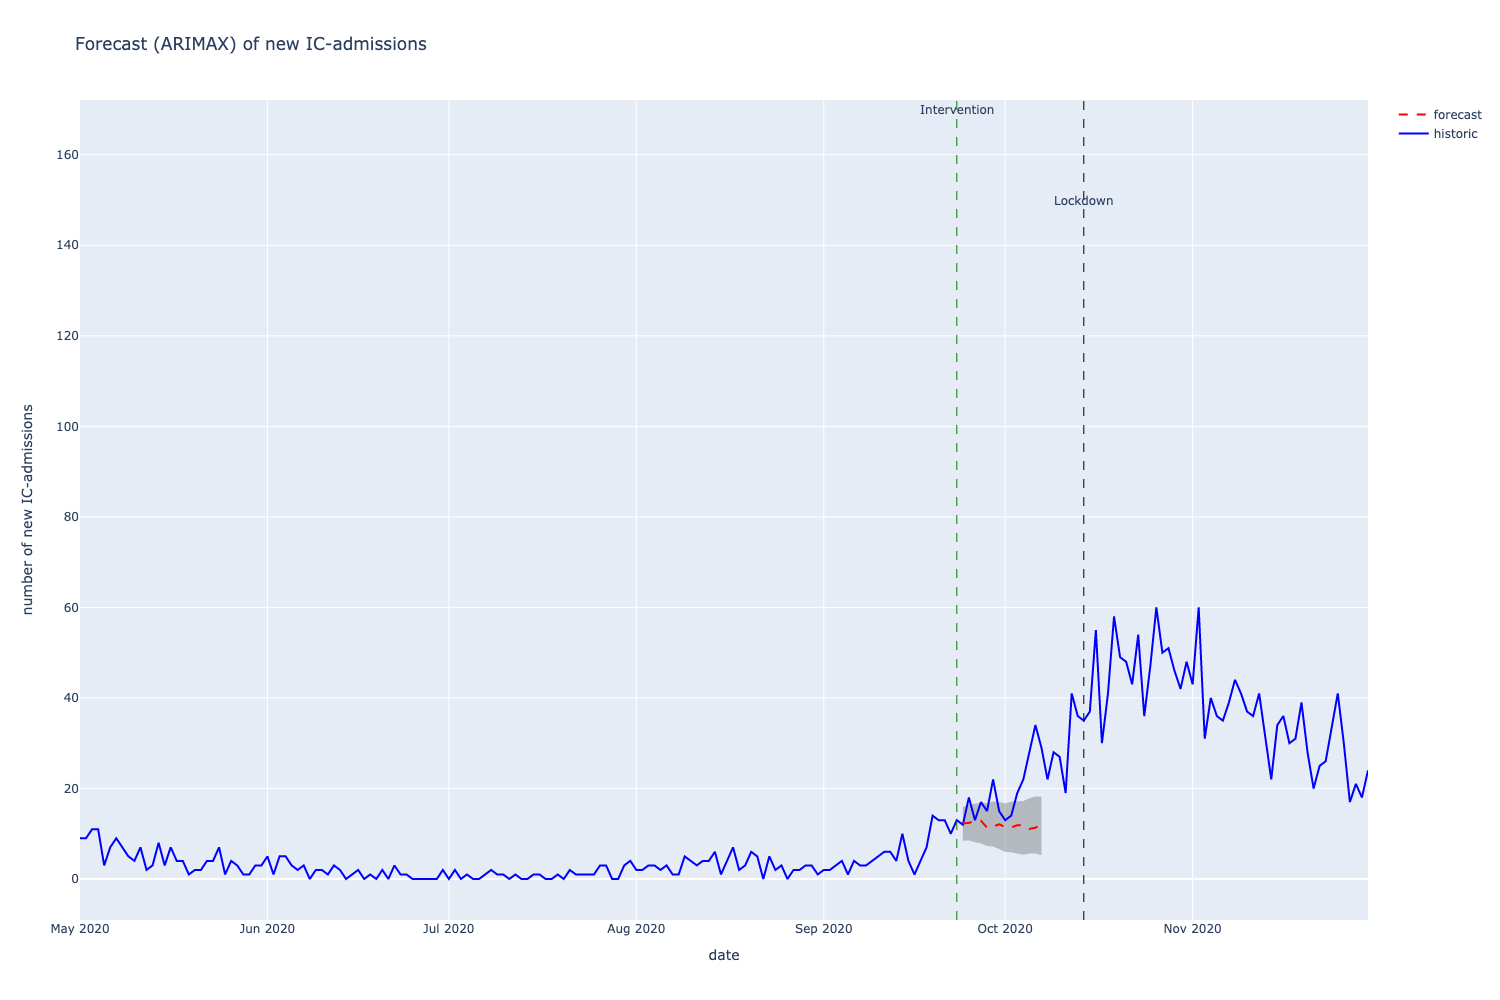 Forecast (ARIMAX) of new IC-admissions
Intervention
Lockdown
forecast
historic
number of new IC-admissions
160
140
120
100
80
60
40
20
0
May 2020
Jun 2020
Jul 2020
Aug 2020
Sep 2020
Oct 2020
Nov 2020
date